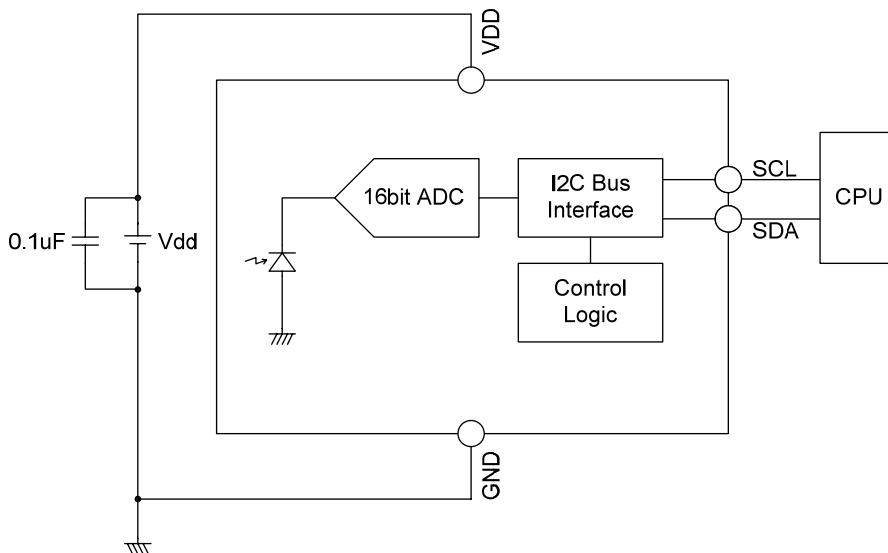 VDD
16bit ADC
I2C Bus
Interface
SCL
SDA
CPU
0.1uF
Vdd
Control
Logic
GND